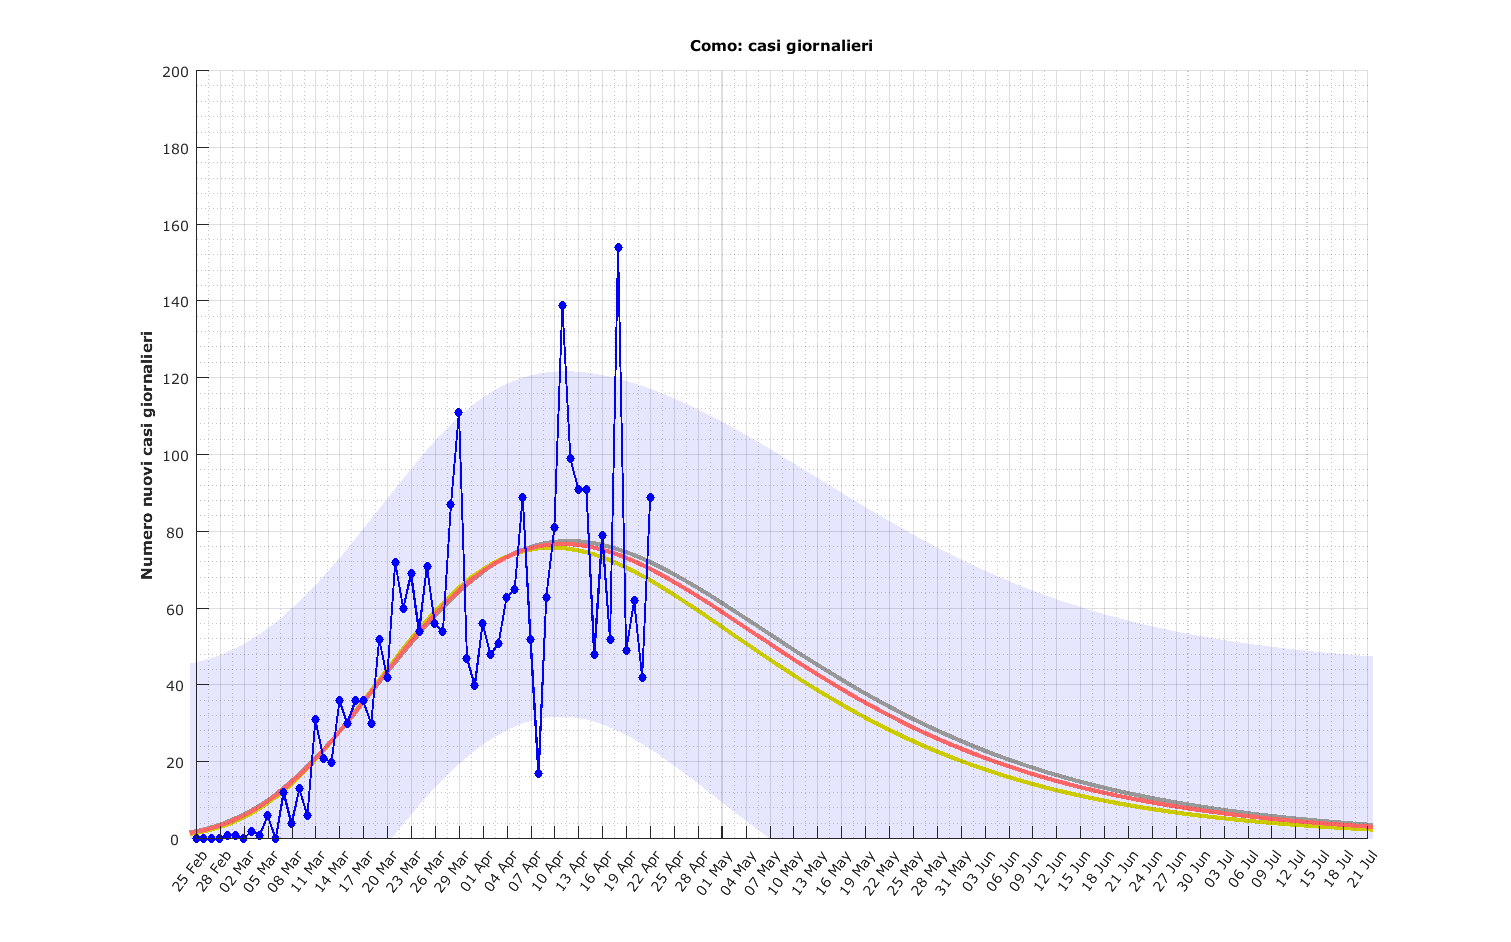 Como: casi giornalieri
Numero nuovi casi giornalieri
200
180
160
140
120
100
80
60
40
20
0
25 Feb
28 Feb
02 Mar
05 Mar
08 Mar
11 Mar
14 Mar
17 Mar
20 Mar
23 Mar
26 Mar
29 Mar
01 Apr
04 Apr
07 Apr
10 Apr
13 Apr
16 Apr
19 Apr
22 Apr
25 Apr
28 Apr
01 May
04 May
07 May
10 May
13 May
16 May
19 May
22 May
25 May
28 May
31 May
03 Jun
06 Jun
09 Jun
12 Jun
15 Jun
18 Jun
21 Jun
24 Jun
27 Jun
30 Jun
03 Jul
06 Jul
09 Jul
12 Jul
15 Jul
18 Jul
21 Jul